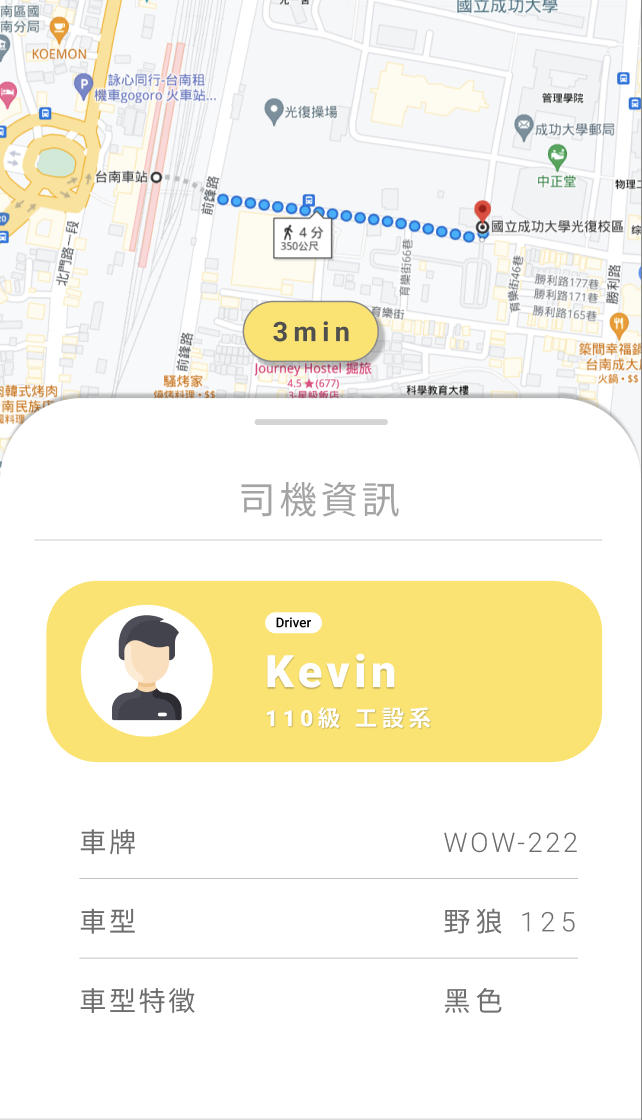 南區國
南分局
國立成功大學
KOEMON
詠心同行-台南租
機車gogoro 火車站...
P
管理學院
光復操場
成功大學郵局
中正堂
台南車站
物理二
前鋒路
國立成功大學光復校區
綜
4 分
350公尺
北門路一段
育樂街66巷
育樂街46巷
勝利路177巷
勝利路171巷
勝利路165巷
勝利路
育樂街
3min
前鋒路
築間幸福鍋
台南成大
火鍋・$$
Journey Hostel 掘旅
4.5★(677)
3-星級飯店
騷烤家
燒烤料理・$$
科學教育大樓
肉韓式烤肉
南民族店
司機資訊
Driver
Kevin
110級 工設系
車牌 WOW-222
車型 野狼 125
車型特徵 黑色